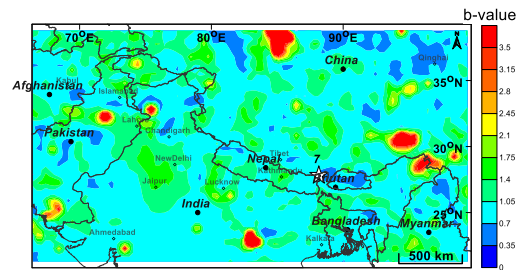 b-value
70°E 80°E 90°E
China
Qinghai
Kabul
Afghanistan
Islamabad
35°N
Lahore
Chandigarh
Pakistan
30°N
NewDelhi
Tibet
Nepal
7
Kathmandu
Bhutan
Jaipur
Lucknow
India
25°N
Bangladesh
Myanmar
Ahmedabad
Kalkata
500 km
N
3.5
3.15
2.8
2.45
2.1
1.75
1.4
1.05
0.7
0.35
0